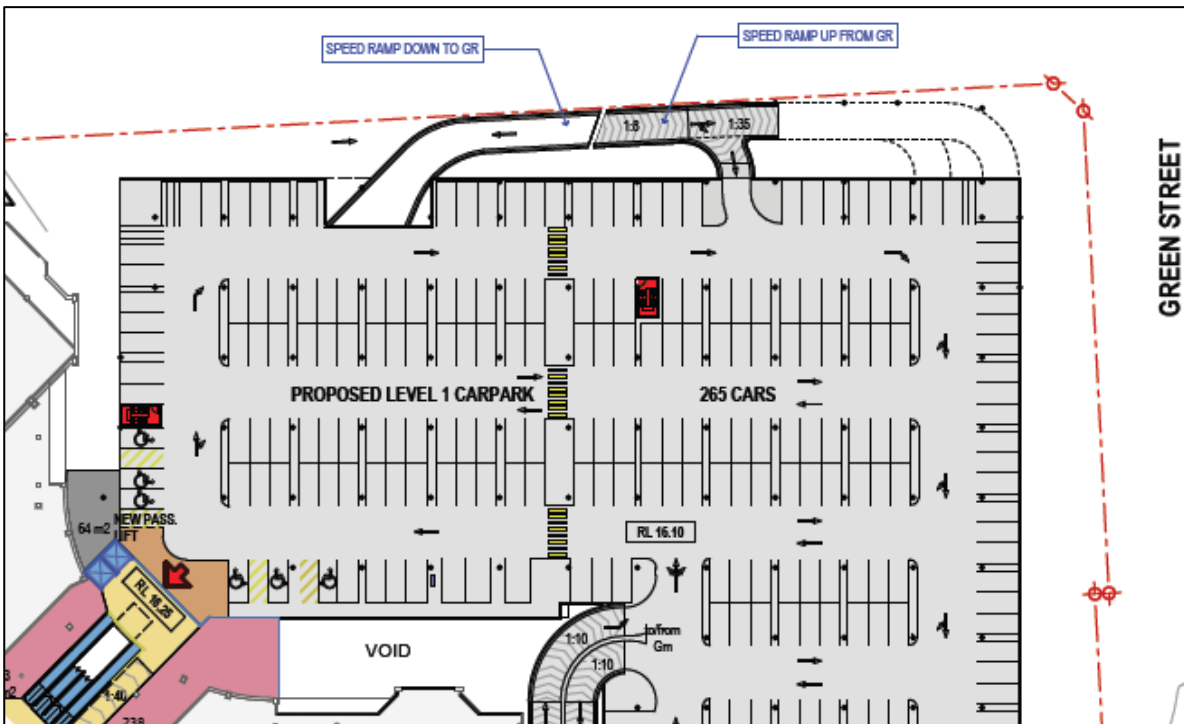 SPEED RAMP DOWN TO GR
SPEED RAMP UP FROM GR
1:8
1:35
GREEN STREET
PROPOSED LEVEL 1 CARPARK
265 CARS
64 m2
NEW PASS.
LIFT
RL 16.10
RL 16.25
VOID
1:10
to/from
Grn
1:10
1:40
238